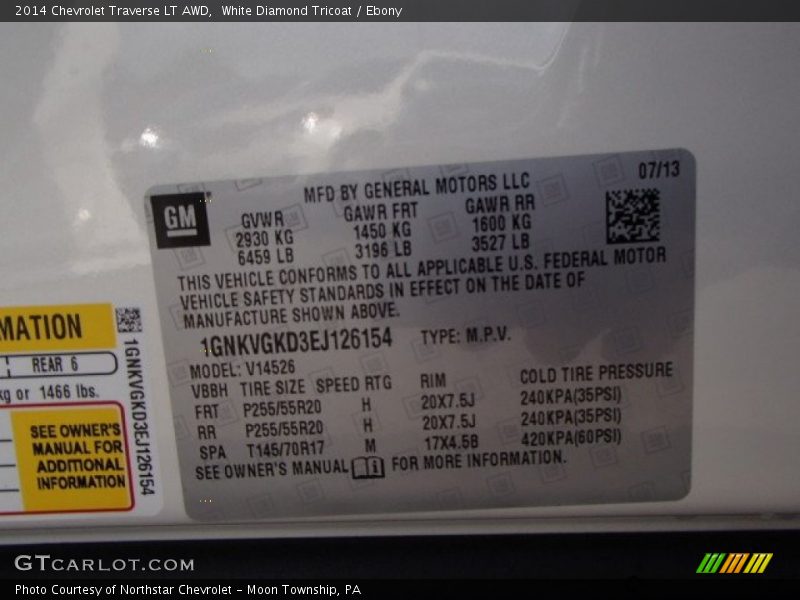 2014 Chevrolet Traverse LT AWD,  White Diamond Tricoat / Ebony
GM
MFD BY GENERAL MOTORS LLC
07/13
GVWR GAWR FRT GAWR RR
2930 KG 1450 KG 1600 KG
6459 LB 3196 LB 3527 LB
THIS VEHICLE CONFORMS TO ALL APPLICABLE U.S. FEDERAL MOTOR
VEHICLE SAFETY STANDARDS IN EFFECT ON THE DATE OF
MANUFACTURE SHOWN ABOVE.
1GNKVGKD3EJ126154 TYPE: M.P.V.
MODEL: V14526
VBBH TIRE SIZE SPEED RTG RIM COLD TIRE PRESSURE
FRT P255/55R20 H 20X7.5J 240KPA(35PSI)
RR P255/55R20 H 20X7.5J 240KPA(35PSI)
SPA T145/70R17 M 17X4.5B 420KPA(60PSI)
SEE OWNER'S MANUAL i FOR MORE INFORMATION.
MATION
REAR 6
kg or 1466 lbs.
SEE OWNER'S
MANUAL FOR
ADDITIONAL
INFORMATION
1GNKVGKD3EJ126154
GTCARLOT.COM
Photo Courtesy of Northstar Chevrolet - Moon Township, PA